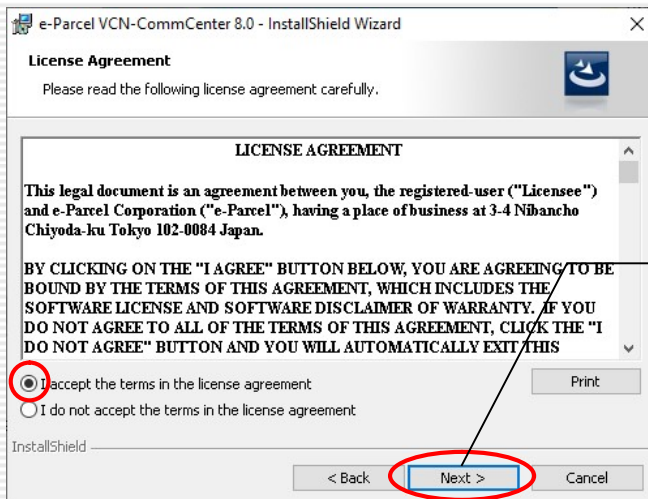 e-Parcel VCN-CommCenter 8.0 - InstallShield Wizard
License Agreement
Please read the following license agreement carefully.
LICENSE AGREEMENT
This legal document is an agreement between you, the registered-user ("Licensee")
and e-Parcel Corporation ("e-Parcel"), having a place of business at 3-4 Nibancho
Chiyoda-ku Tokyo 102-0084 Japan.
BY CLICKING ON THE "I AGREE" BUTTON BELOW, YOU ARE AGREEING TO BE
BOUND BY THE TERMS OF THIS AGREEMENT, WHICH INCLUDES THE
SOFTWARE LICENSE AND SOFTWARE DISCLAIMER OF WARRANTY. IF YOU
DO NOT AGREE TO ALL OF THE TERMS OF THIS AGREEMENT, CLICK THE "I
DO NOT AGREE" BUTTON AND YOU WILL AUTOMATICALLY EXIT THIS
I accept the terms in the license agreement
Print
I do not accept the terms in the license agreement
InstallShield
< Back
Next >
Cancel